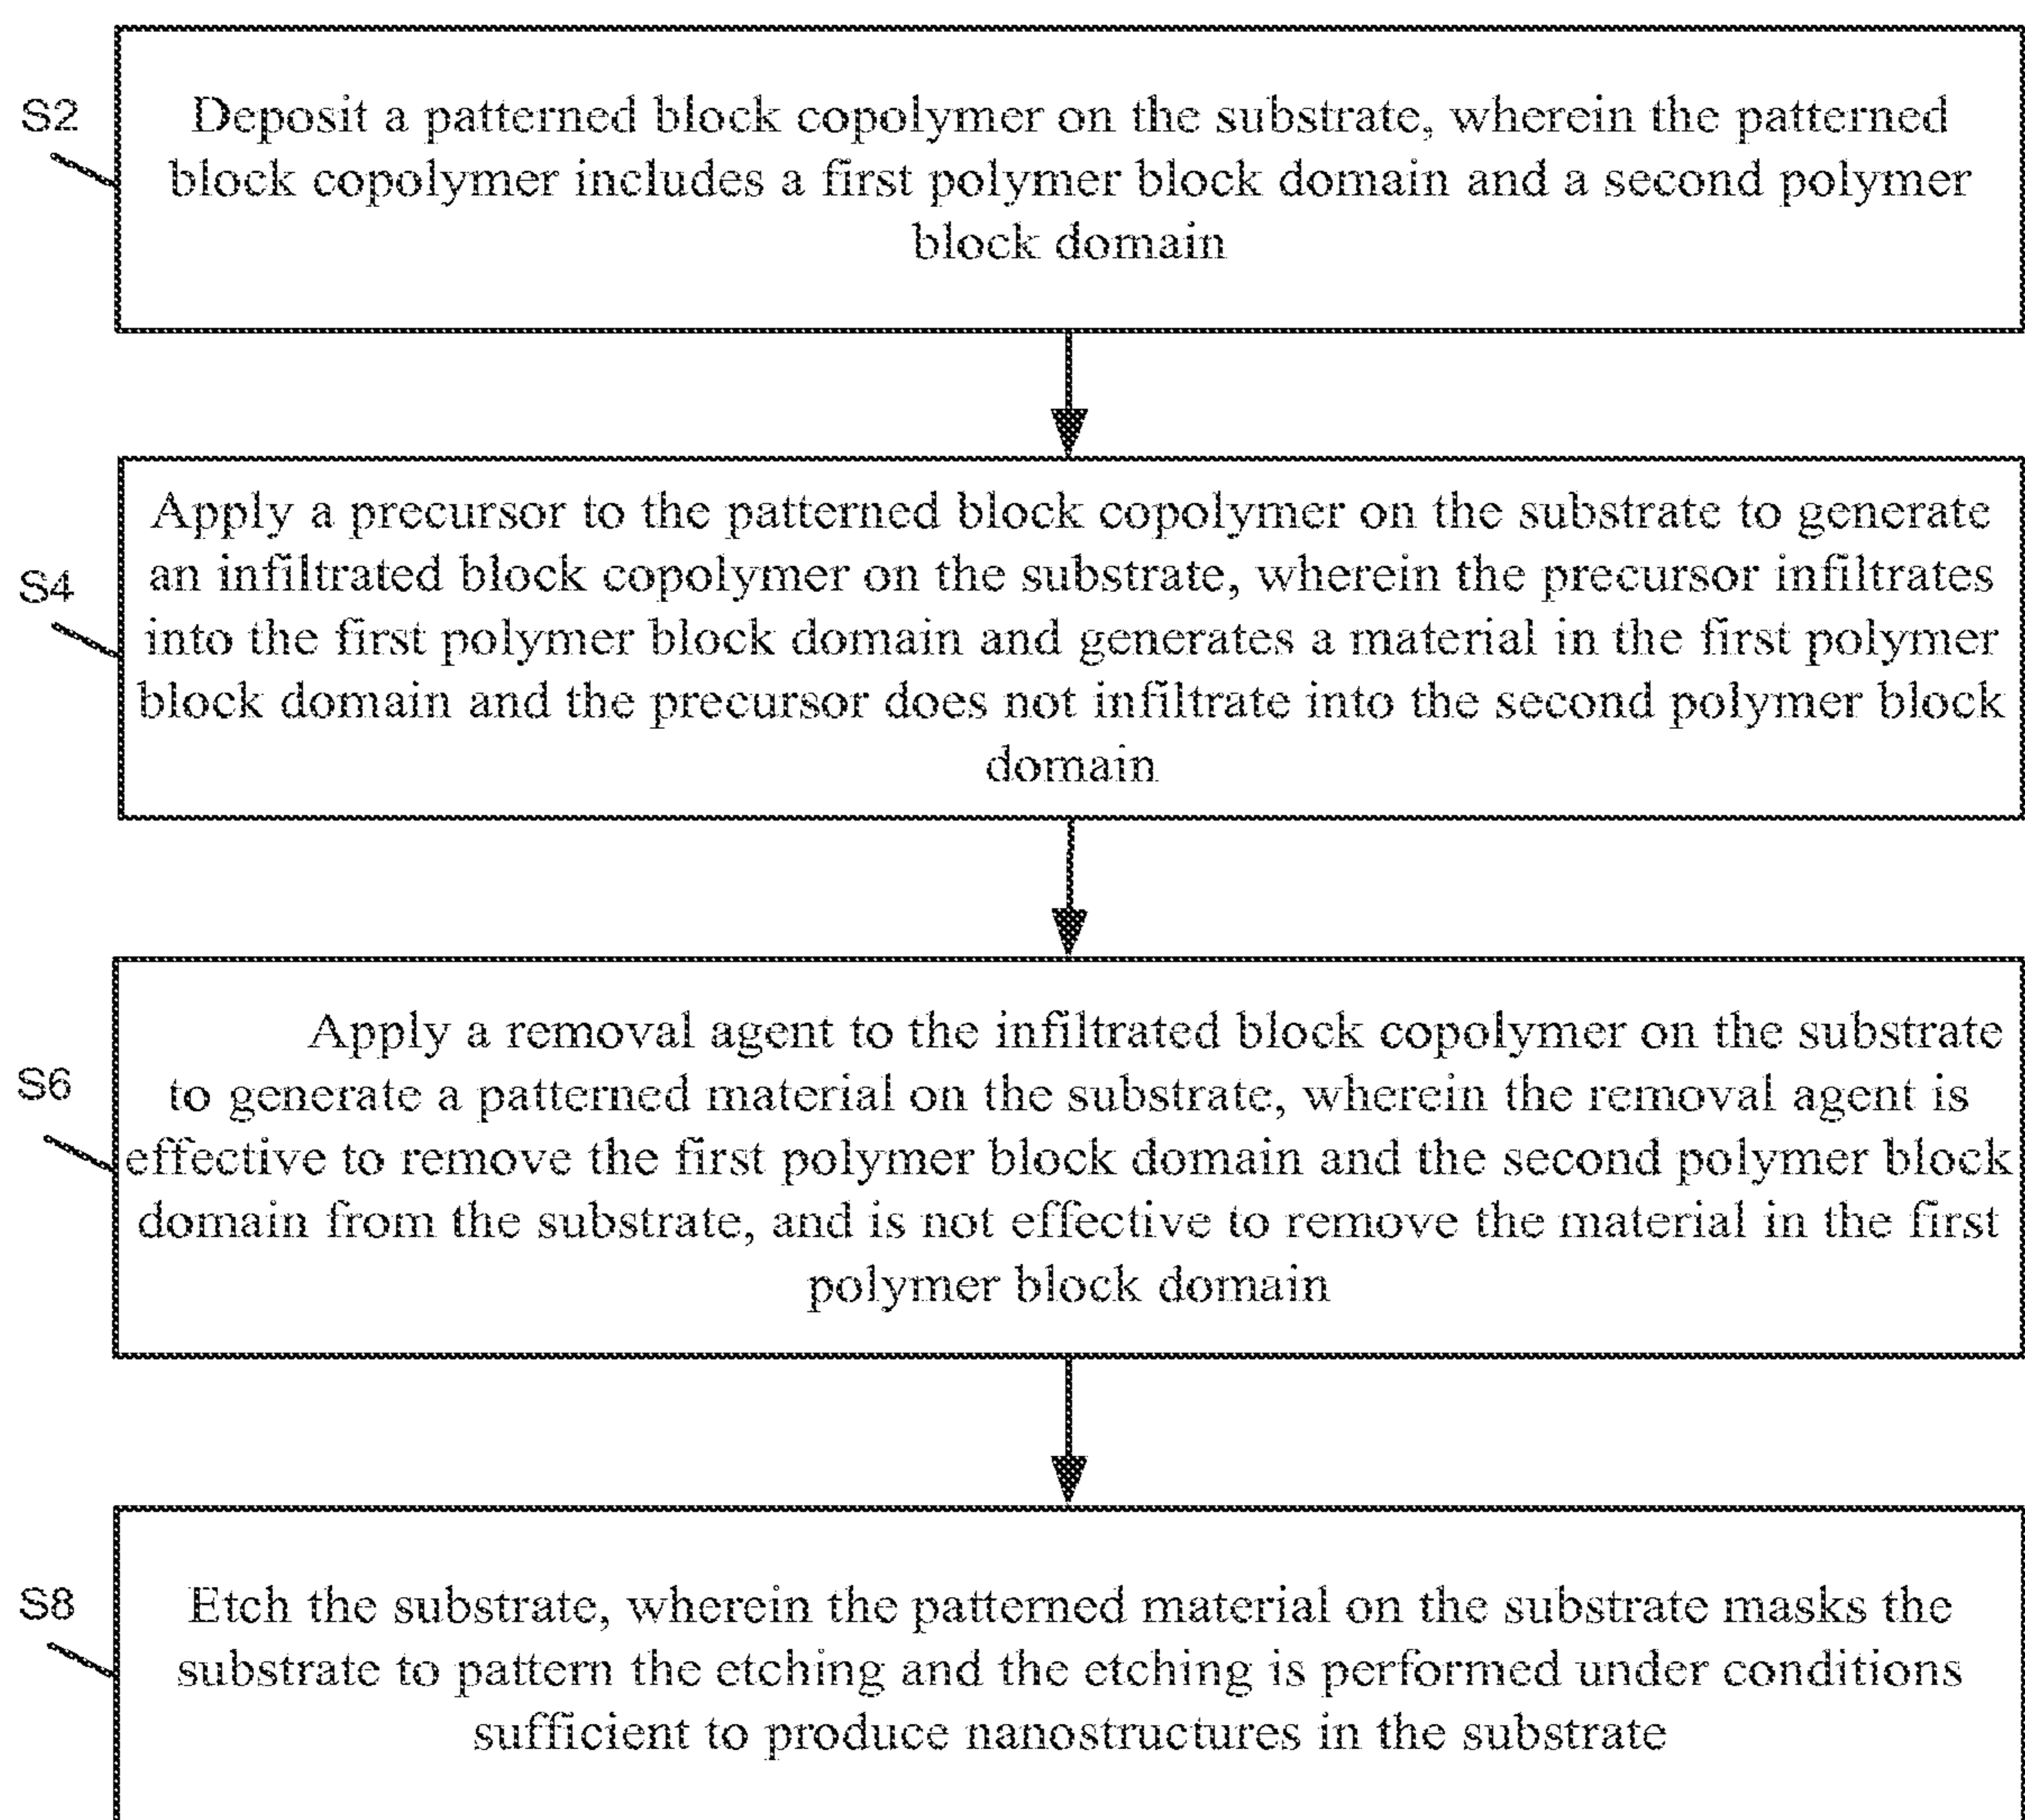 S2
Deposit a patterned block copolymer on the substrate, wherein the patterned
block copolymer includes a first polymer block domain and a second polymer
block domain
S4
Apply a precursor to the patterned block copolymer on the substrate to generate
an infiltrated block copolymer on the substrate, wherein the precursor infiltrates
into the first polymer block domain and generates a material in the first polymer
block domain and the precursor does not infiltrate into the second polymer block
domain
S6
Apply a removal agent to the infiltrated block copolymer on the substrate
to generate a patterned material on the substrate, wherein the removal agent is
effective to remove the first polymer block domain and the second polymer block
domain from the substrate, and is not effective to remove the material in the first
polymer block domain
S8
Etch the substrate, wherein the patterned material on the substrate masks the
substrate to pattern the etching and the etching is performed under conditions
sufficient to produce nanostructures in the substrate